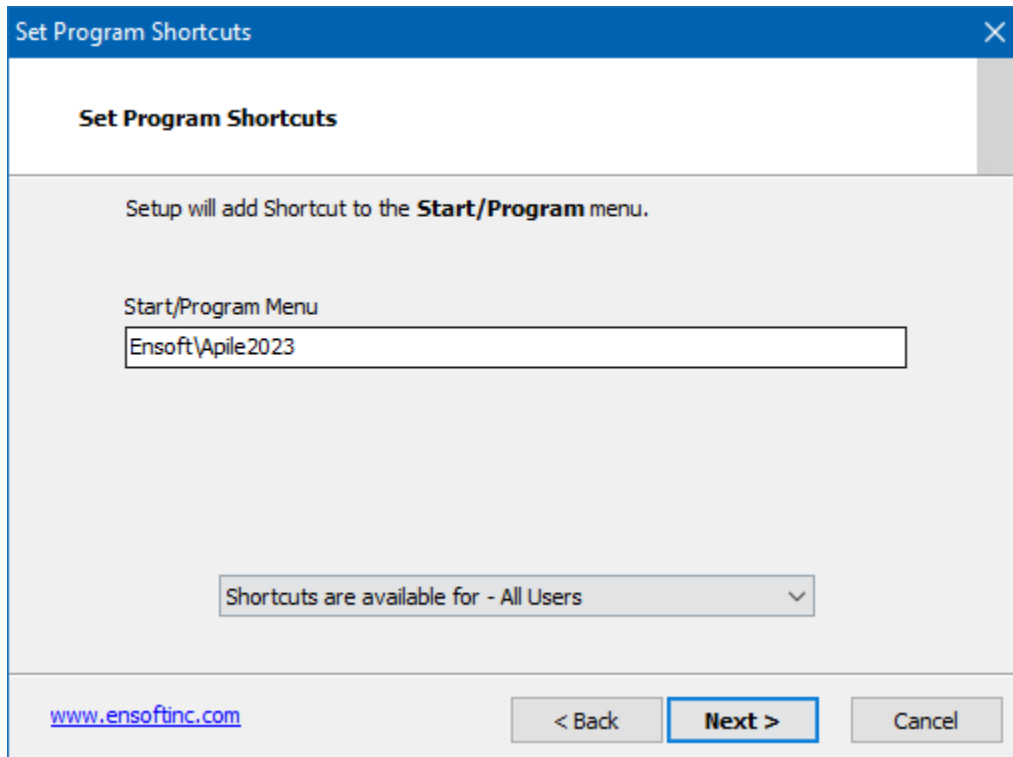 Set Program Shortcuts
Set Program Shortcuts
Setup will add Shortcut to the Start/Program menu.
Start/Program Menu
Ensoft\Apile2023
Shortcuts are available for - All Users
www.ensoftinc.com
< Back
Next >
Cancel